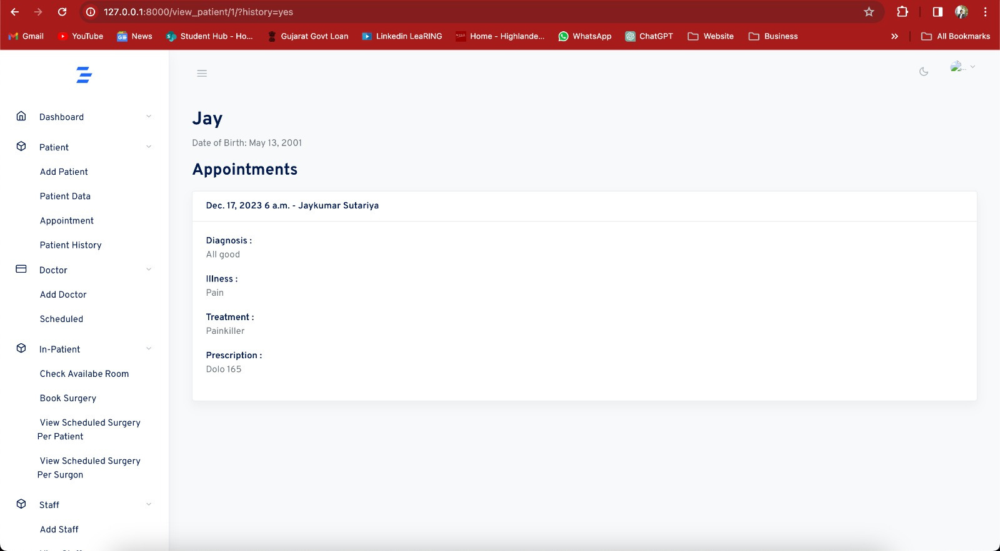 127.0.0.1:8000/view_patient/1/?history=yes
Gmail
YouTube
News
Student Hub - Ho...
Gujarat Govt Loan
Linkedin LeaRING
Home - Highlande...
WhatsApp
ChatGPT
Website
Business
All Bookmarks
Dashboard
Patient
Add Patient
Patient Data
Appointment
Patient History
Doctor
Add Doctor
Scheduled
In-Patient
Check Availabe Room
Book Surgery
View Scheduled Surgery
Per Patient
View Scheduled Surgery
Per Surgon
Staff
Add Staff
Jay
Date of Birth: May 13, 2001
Appointments
Dec. 17, 2023 6 a.m. - Jaykumar Sutariya
Diagnosis :
All good
Illness :
Pain
Treatment :
Painkiller
Prescription :
Dolo 165